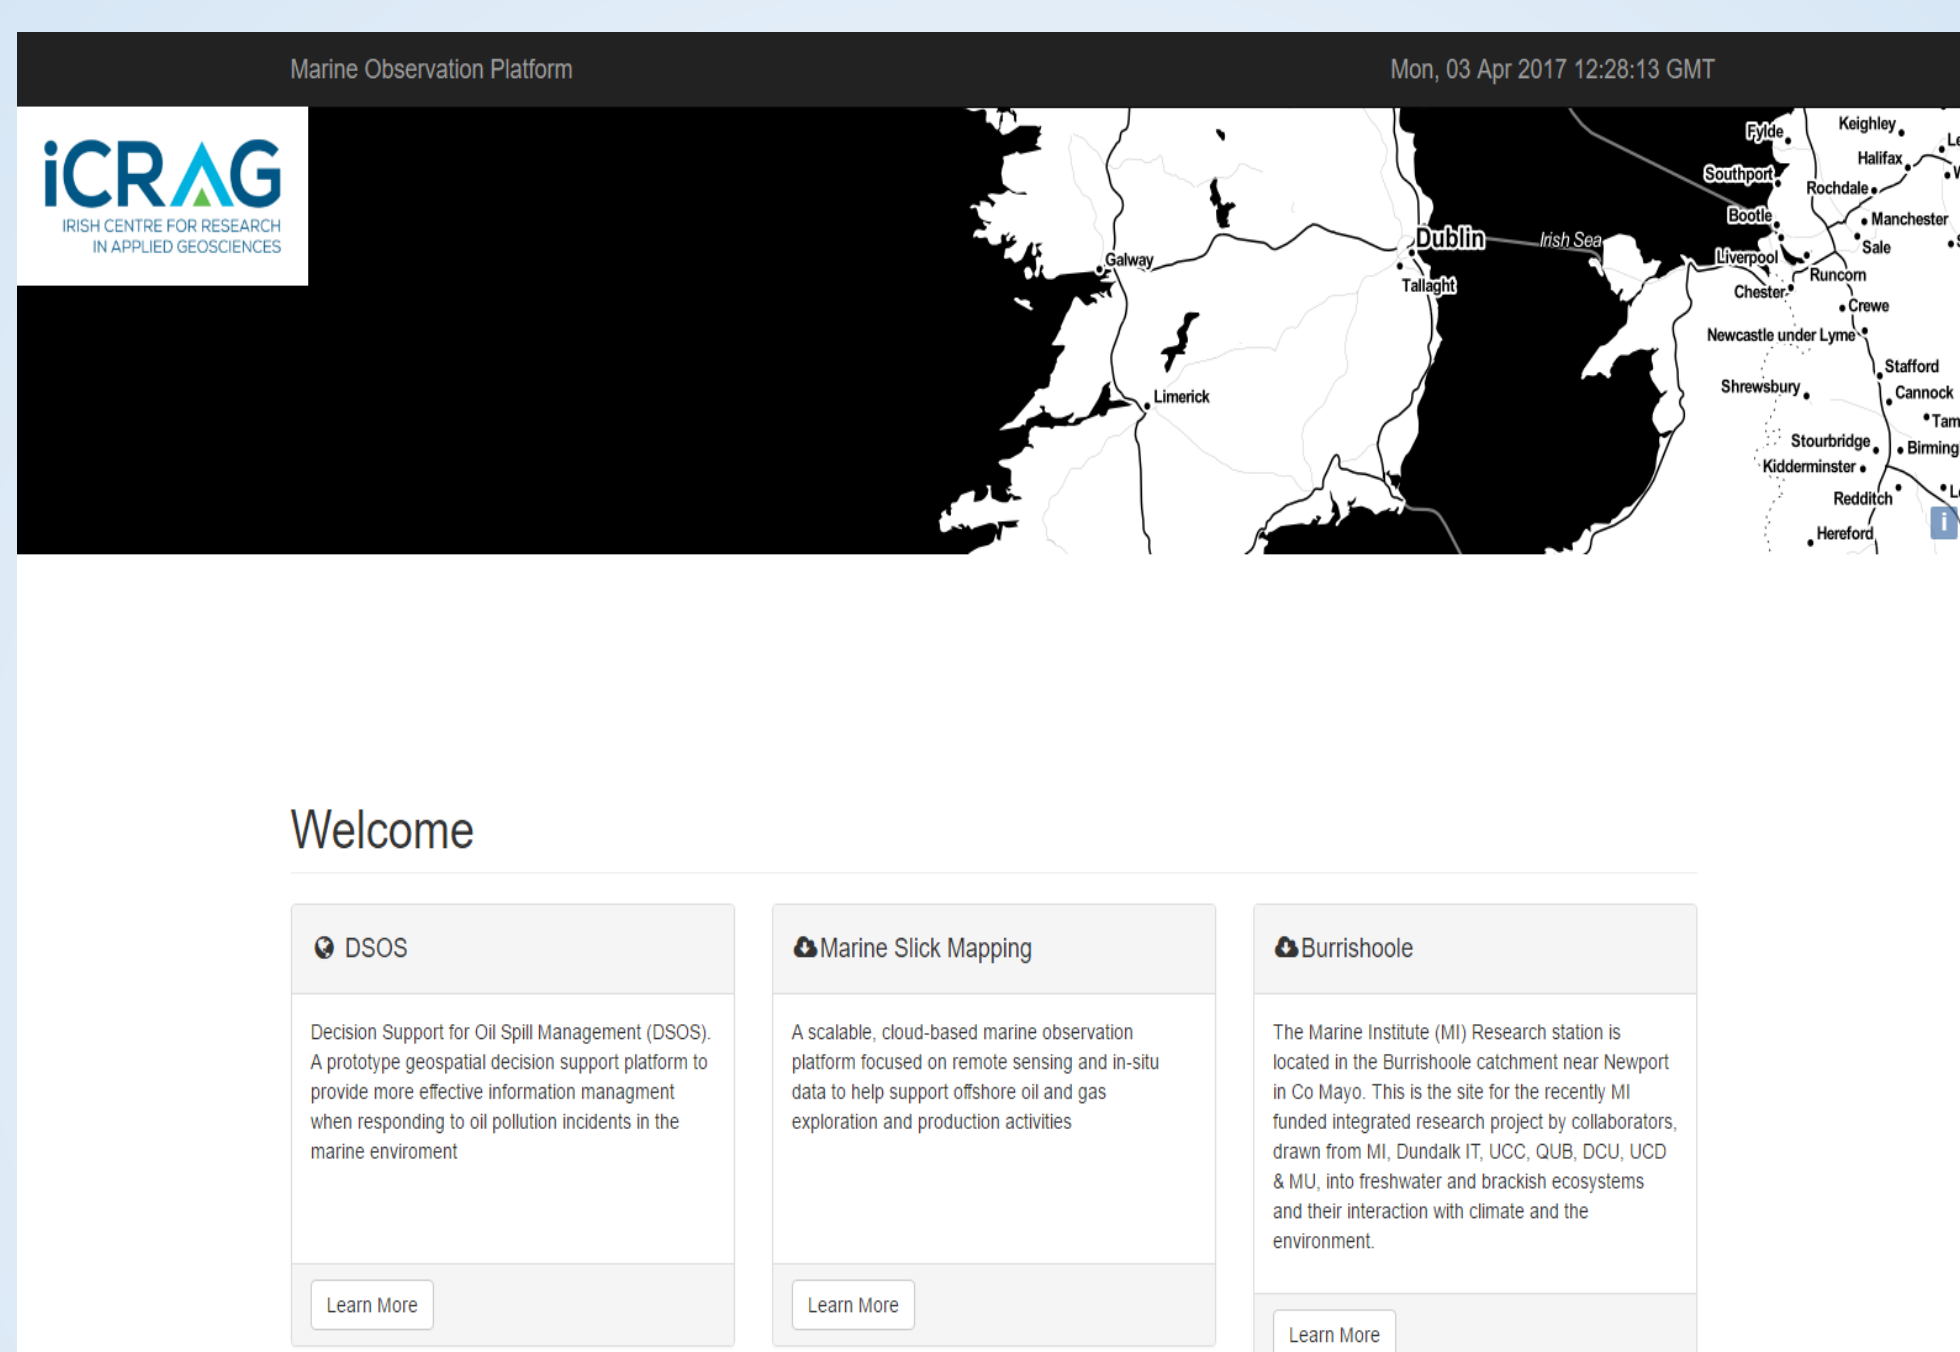 Marine Observation Platform
Mon, 03 Apr 2017 12:28:13 GMT
iCRAG
IRISH CENTRE FOR RESEARCH
IN APPLIED GEOSCIENCES
Galway
Limerick
Dublin
Tallaght
Irish Sea
Fylde
Keighley
Halifax
Southport
Rochdale
Bootle
Manchester
Sale
Liverpool
Runcorn
Chester
Crewe
Newcastle under Lyme
Stafford
Shrewsbury
Cannock
Tam
Stourbridge
Birming
Kidderminster
Redditch
Hereford
i
Welcome
DSOS
Decision Support for Oil Spill Management (DSOS).
A prototype geospatial decision support platform to
provide more effective information managment
when responding to oil pollution incidents in the
marine enviroment
Learn More
Marine Slick Mapping
A scalable, cloud-based marine observation
platform focused on remote sensing and in-situ
data to help support offshore oil and gas
exploration and production activities
Learn More
Burrishoole
The Marine Institute (MI) Research station is
located in the Burrishoole catchment near Newport
in Co Mayo. This is the site for the recently MI
funded integrated research project by collaborators,
drawn from MI, Dundalk IT, UCC, QUB, DCU, UCD
& MU, into freshwater and brackish ecosystems
and their interaction with climate and the
environment.
Learn More